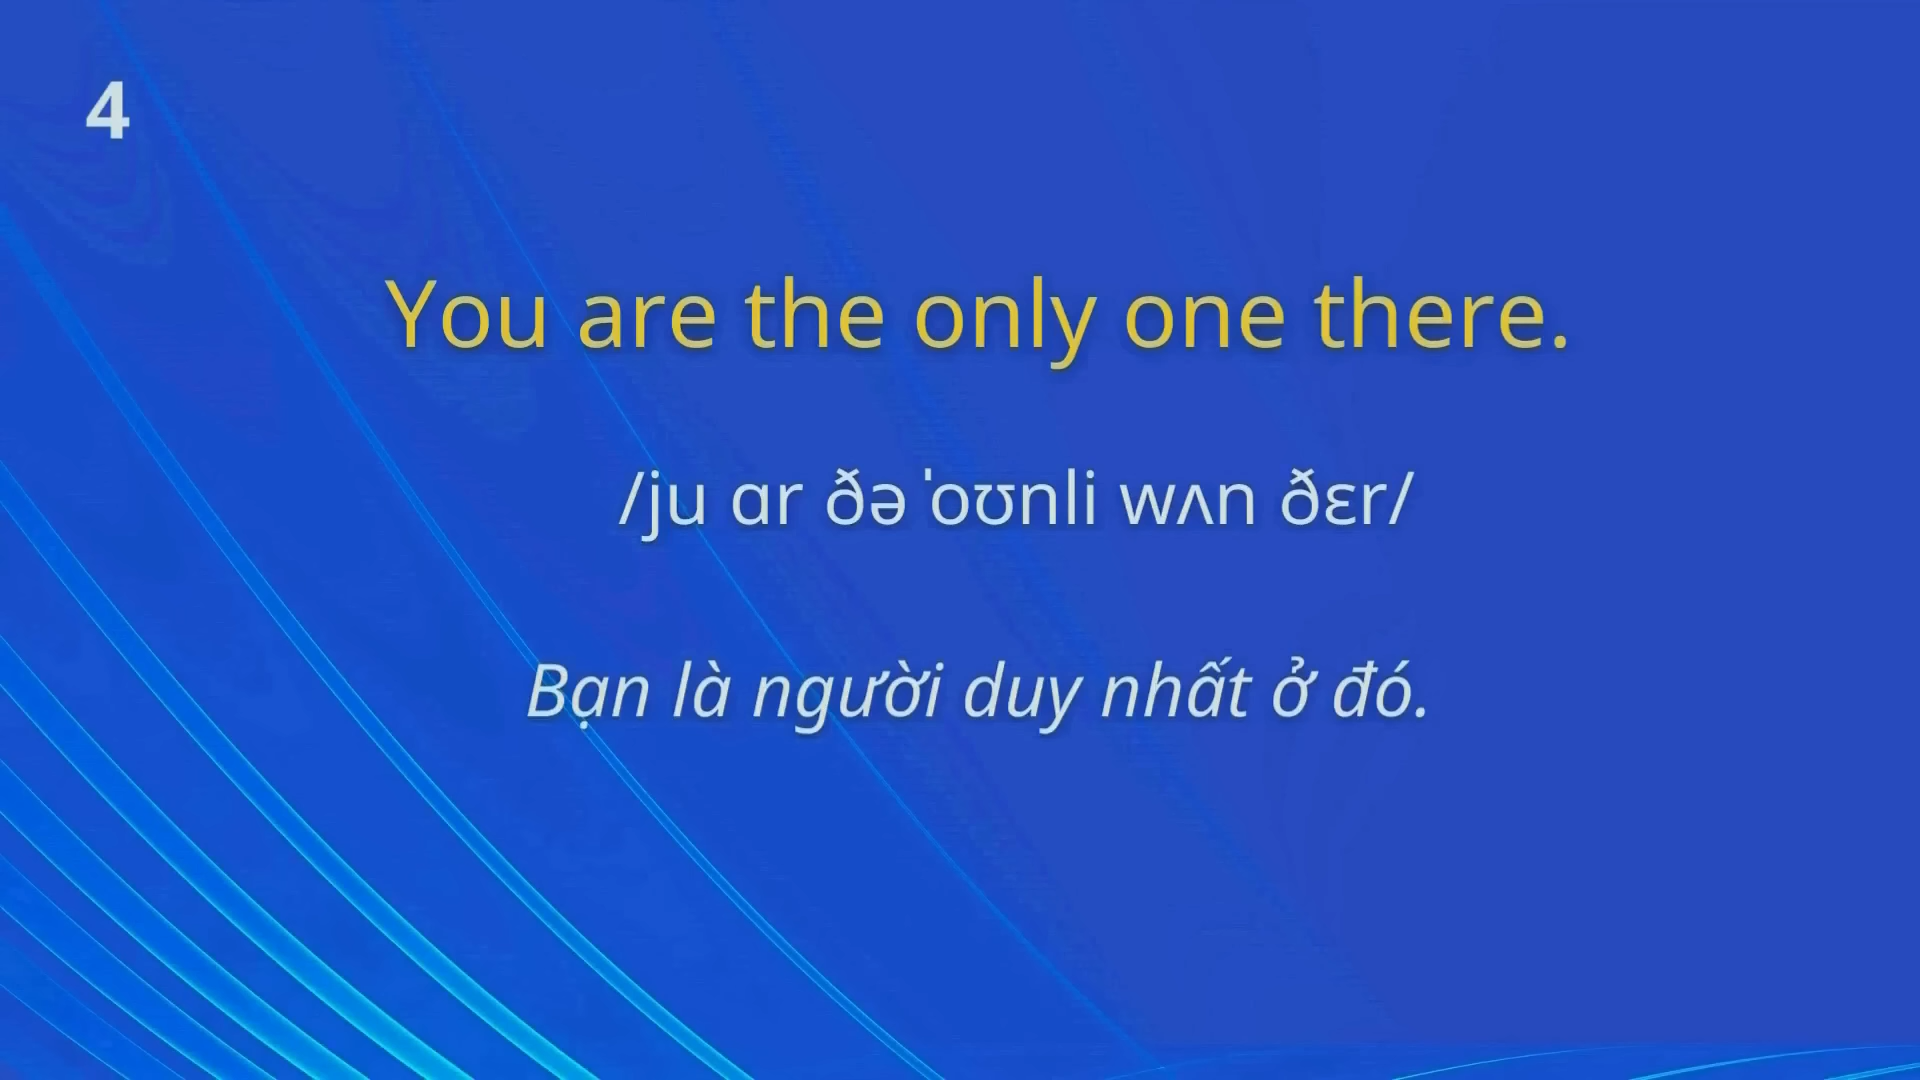 4
You are the only one there.
/ju ɑr ðə ˈoʊnli wʌn ðɛr/
Bạn là người duy nhất ở đó.